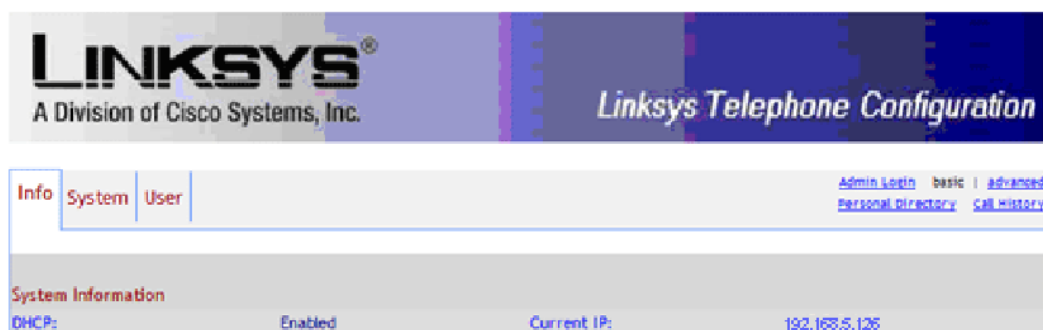 LINKSYS®
A Division of Cisco Systems, Inc.
Linksys Telephone Configuration
Info System User
Admin Login basic | advanced
Personal Directory Call History
System Information
DHCP: Enabled Current IP: 192.168.5.126